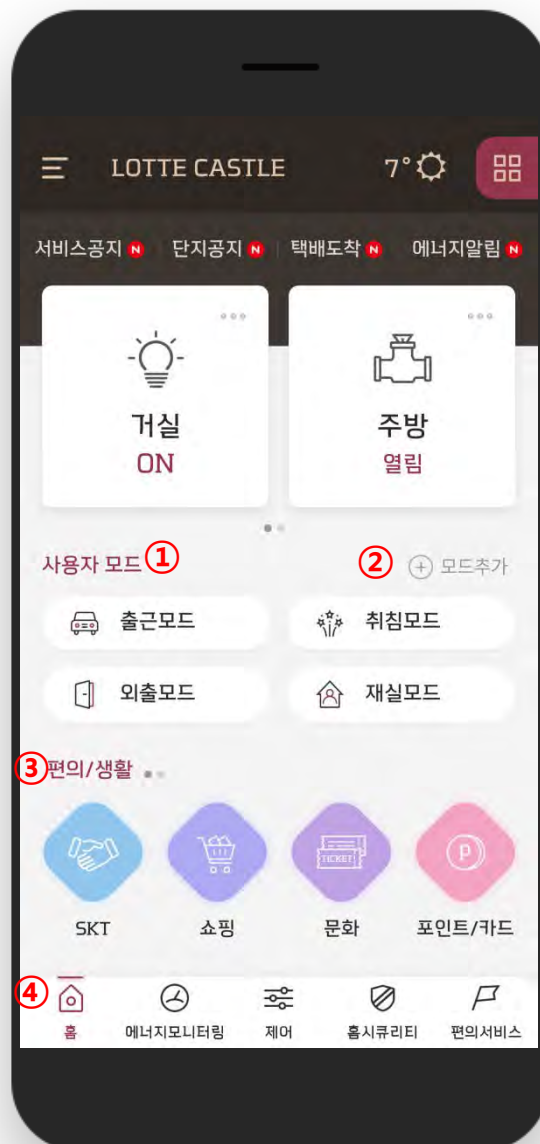 LOTTE CASTLE 7°
서비스공지 N 단지공지 N 택배도착 N 에너지알림 N
거실 주방
ON 열림
사용자 모드 ① ② + 모드추가
출근모드 취침모드
외출모드 재실모드
③ 편의/생활
TICKET P
SKT 쇼핑 문화 포인트/카드
④
홈 에너지모니터링 제어 홈시큐리티 편의서비스